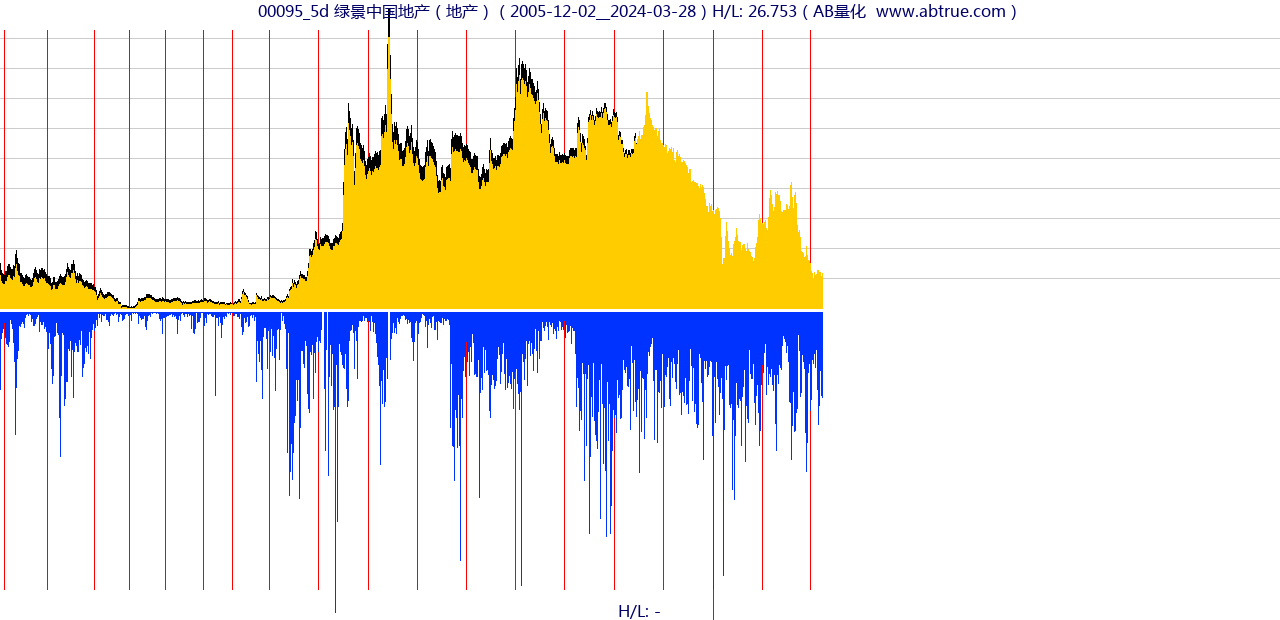 00095_5d 绿景中国地产 ( 地产 ) ( 2005-12-02__2024-03-28 ) H/L: 26.753 ( AB量化  www.abtrue.com )
H/L: -